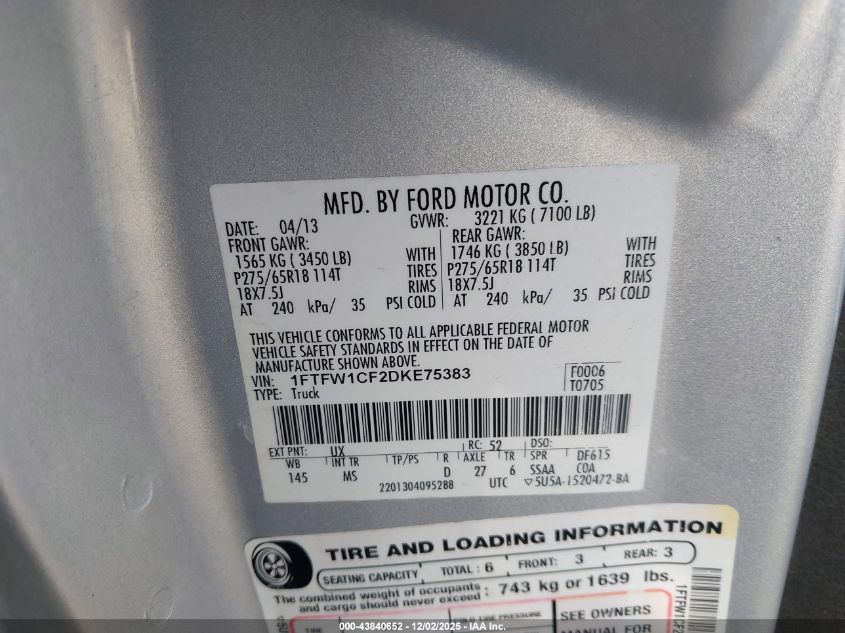 MFD. BY FORD MOTOR CO.
DATE: 04/13 GVWR: 3221 KG ( 7100 LB)
FRONT GAWR: REAR GAWR:
1565 KG ( 3450 LB) WITH 1746 KG ( 3850 LB) WITH
P275/65R18 114T TIRES P275/65R18 114T TIRES
18X7.5J RIMS 18X7.5J RIMS
AT 240 kPa/ 35 PSI COLD AT 240 kPa/ 35 PSI COLD
THIS VEHICLE CONFORMS TO ALL APPLICABLE FEDERAL MOTOR
VEHICLE SAFETY STANDARDS IN EFFECT ON THE DATE OF
MANUFACTURE SHOWN ABOVE.
VIN: 1FTFW1CF2DKE75383 F0006
TYPE: Truck T0705
EXT PNT: UX RC: 52 DSO:
WB INT TR TP/PS R AXLE TR SPR DF615
145 MS D 27 6 SSAA COA
2201304095288 UTC ▽5U5A-1520472-BA
TIRE AND LOADING INFORMATION
SEATING CAPACITY TOTAL : 6 FRONT: 3 REAR: 3
The combined weight of occupants and cargo should never exceed : 743 kg or 1639 lbs.
SEE OWNERS
MANUAL FOR
1FTFW1CF
000-43840652 - 12/02/2025 - IAA Inc.